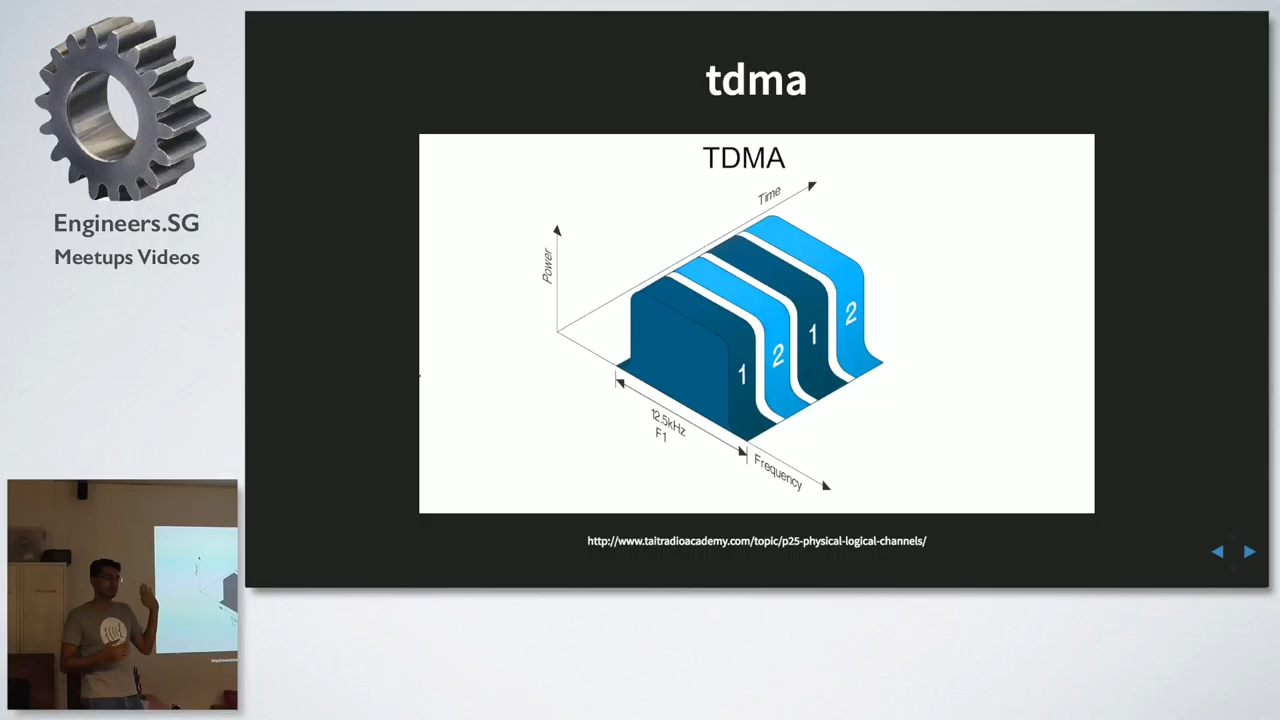 Engineers.SG
Meetups Videos
tdma
TDMA
Time
Power
1
2
1
2
12.5kHz
F1
Frequency
http://www.taitradioacademy.com/topic/p25-physical-logical-channels/